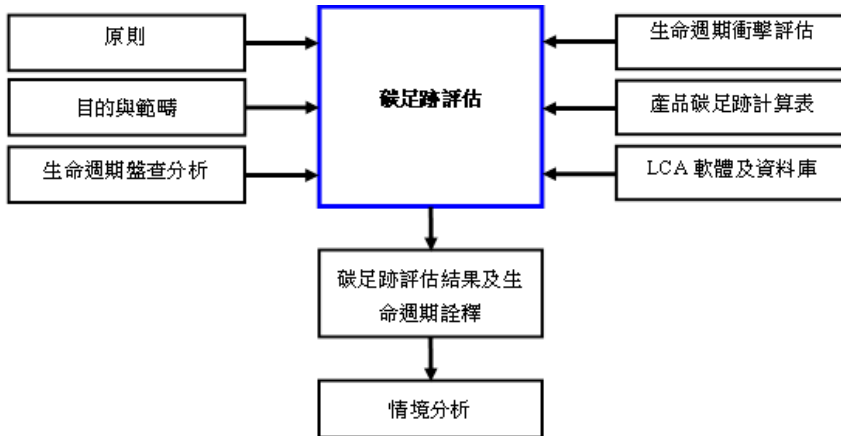 原則
目的與範疇
生命週期盤查分析
碳足跡評估
生命週期衝擊評估
產品碳足跡計算表
LCA 軟體及資料庫
碳足跡評估結果及生
命週期詮釋
情境分析